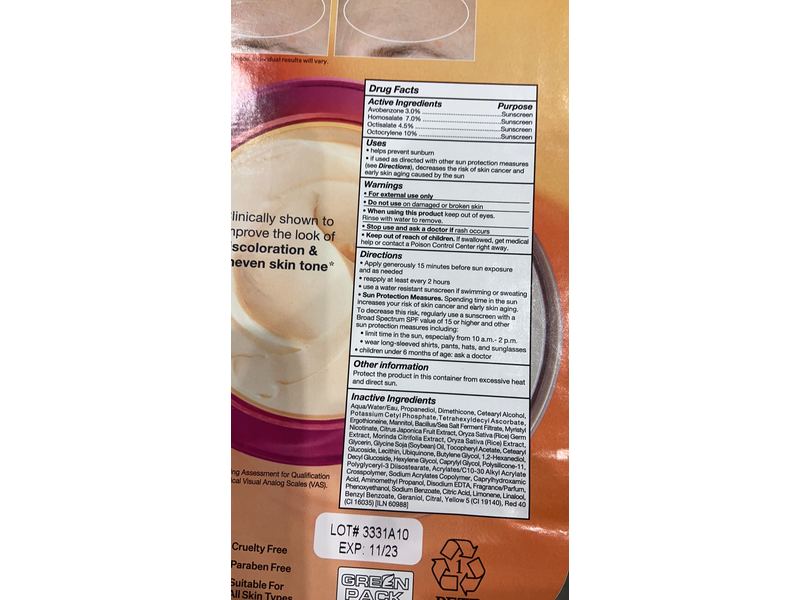 individual results will vary.
Drug Facts
Active Ingredients Purpose
Avobenzone 3.0% Sunscreen
Homosalate 7.0% Sunscreen
Octisalate 4.5% Sunscreen
Octocrylene 10% Sunscreen
Uses
• helps prevent sunburn
• if used as directed with other sun protection measures
(see Directions), decreases the risk of skin cancer and
early skin aging caused by the sun
Warnings
• For external use only
• Do not use on damaged or broken skin
• When using this product keep out of eyes.
Rinse with water to remove.
• Stop use and ask a doctor if rash occurs
• Keep out of reach of children. If swallowed, get medical
help or contact a Poison Control Center right away.
Directions
• Apply generously 15 minutes before sun exposure
and as needed
• reapply at least every 2 hours
• use a water resistant sunscreen if swimming or sweating
• Sun Protection Measures. Spending time in the sun
increases your risk of skin cancer and early skin aging.
To decrease this risk, regularly use a sunscreen with a
Broad Spectrum SPF value of 15 or higher and other
sun protection measures including:
• limit time in the sun, especially from 10 a.m.- 2 p.m.
• wear long-sleeved shirts, pants, hats, and sunglasses
• children under 6 months of age: ask a doctor
Other information
Protect the product in this container from excessive heat
and direct sun.
Inactive Ingredients
Aqua/Water/Eau, Propanediol, Dimethicone, Cetearyl Alcohol,
Potassium Cetyl Phosphate, Tetrahexyldecyl Ascorbate,
Ergothioneine, Mannitol, Bacillus/Sea Salt Ferment Filtrate, Myristyl
Nicotinate, Citrus Japonica Fruit Extract, Oryza Sativa (Rice) Germ
Extract, Morinda Citrifolia Extract, Oryza Sativa (Rice) Extract,
Glycerin, Glycine Soja (Soybean) Oil, Tocopheryl Acetate, Cetearyl
Glucoside, Lecithin, Ubiquinone, Butylene Glycol, 1,2-Hexanediol,
Decyl Glucoside, Hexylene Glycol, Caprylyl Glycol, Polysilicone-11,
Polyglyceryl-3 Diisostearate, Acrylates/C10-30 Alkyl Acrylate
Crosspolymer, Sodium Acrylates Copolymer, Caprylhydroxamic
Acid, Aminomethyl Propanol, Disodium EDTA, Fragrance/Parfum,
Phenoxyethanol, Sodium Benzoate, Citric Acid, Limonene, Linalool,
Benzyl Benzoate, Geraniol, Citral, Yellow 5 (CI 19140), Red 40
(CI 16035) [ILN 60988]
linically shown to
mprove the look of
scoloration &
neven skin tone*
ng Assessment for Qualification
cal Visual Analog Scales (VAS).
LOT# 3331A10
EXP: 11/23
Cruelty Free
Paraben Free
Suitable For
All Skin Types
GREEN
PACK
1
PETE